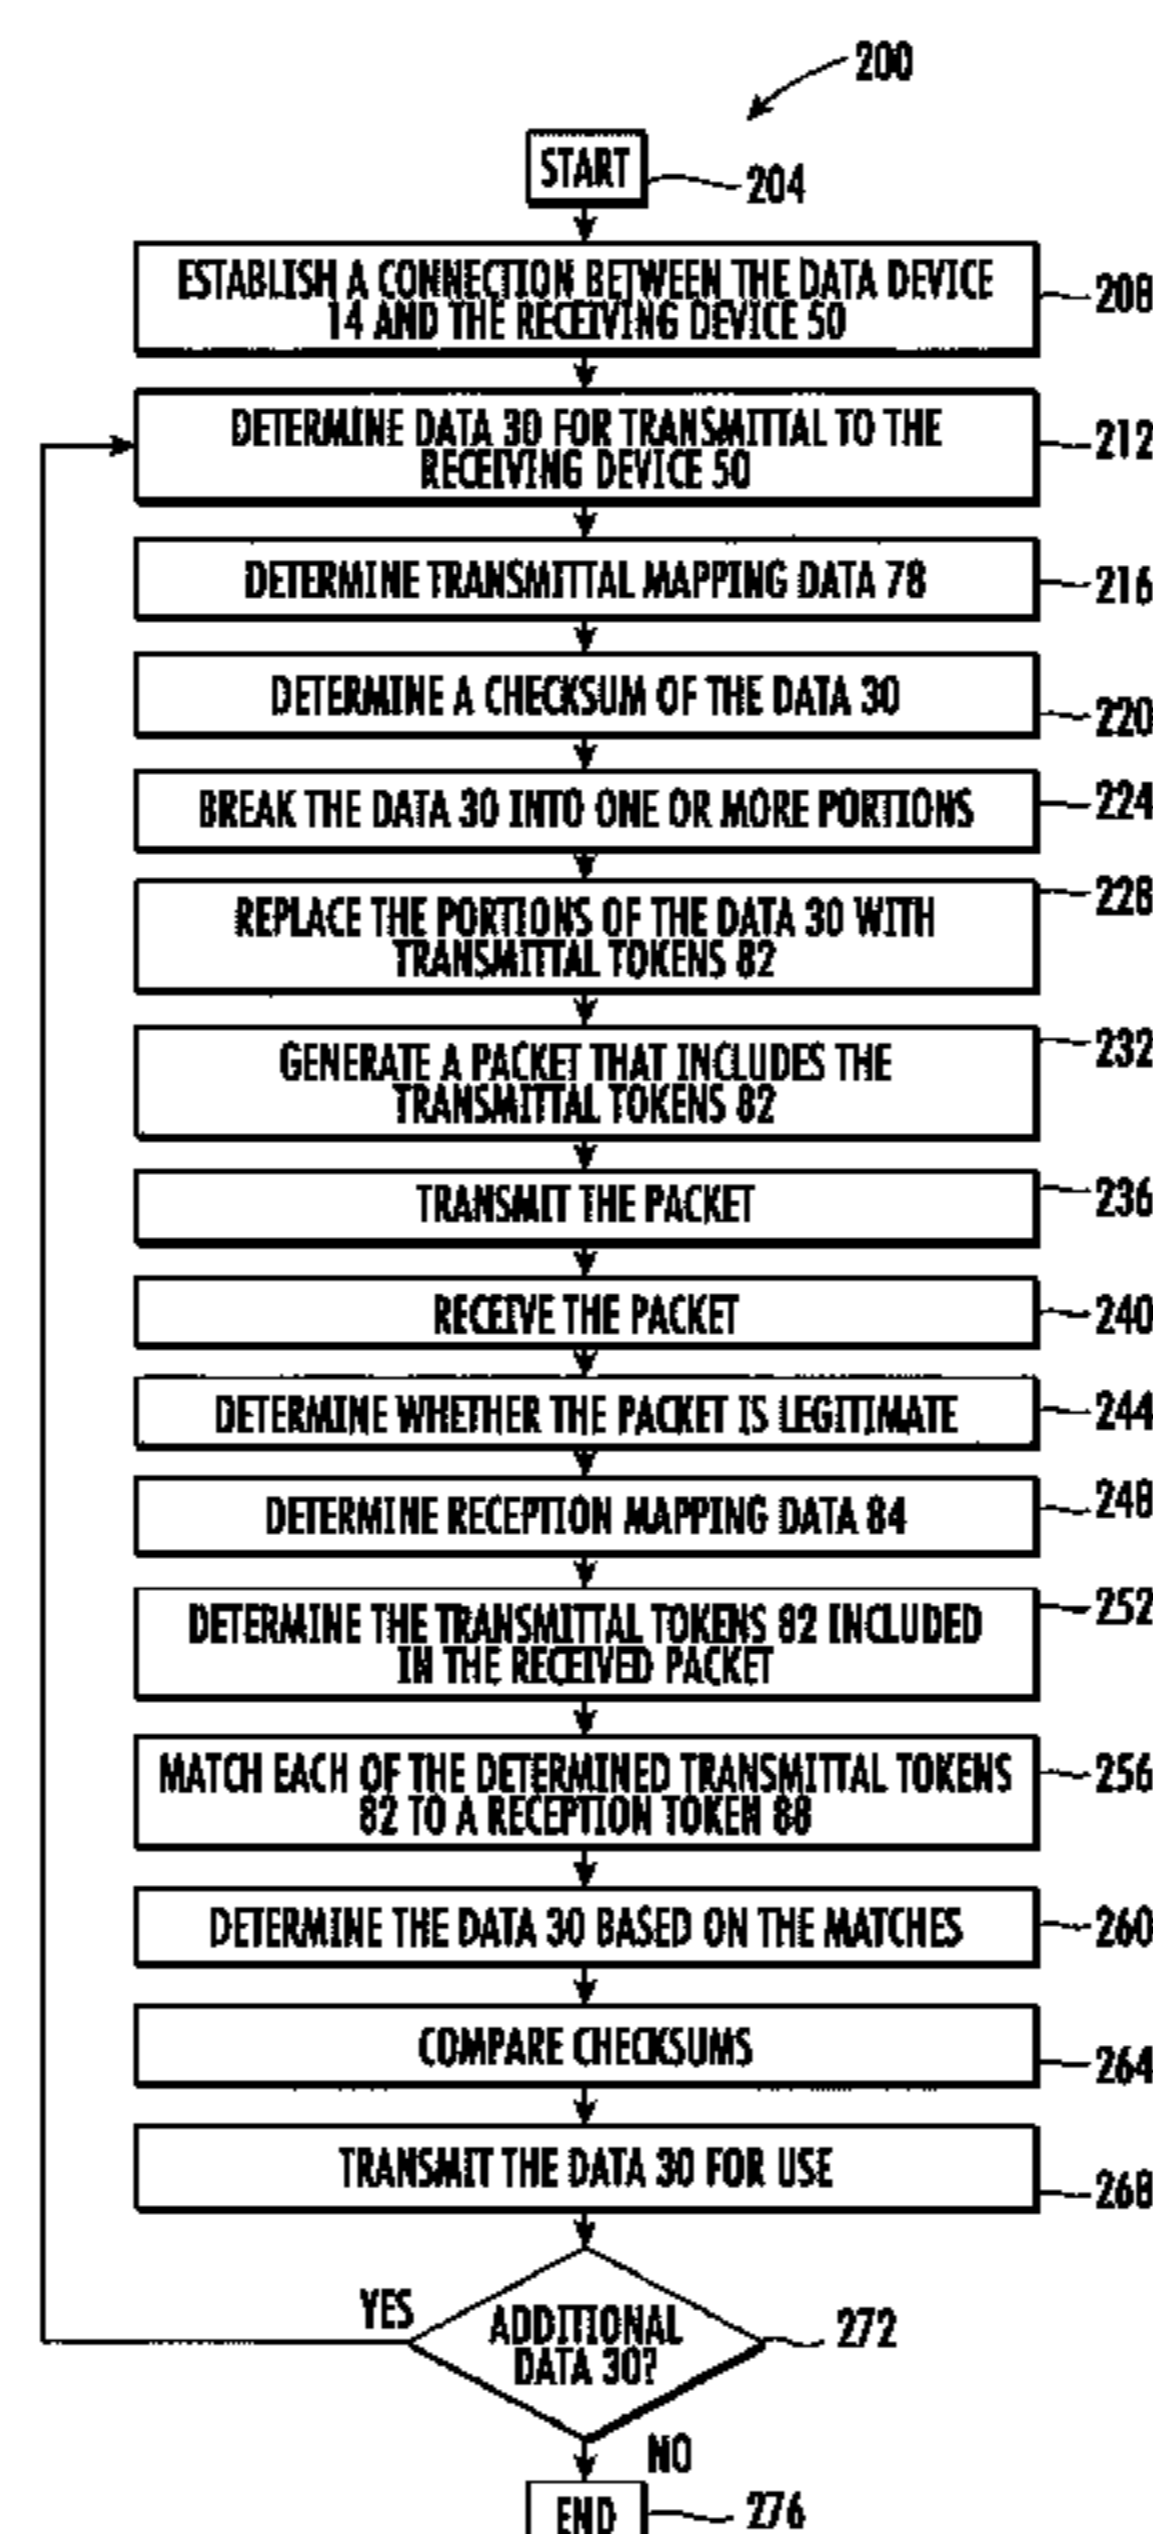 200
START
204
ESTABLISH A CONNECTION BETWEEN THE DATA DEVICE
14 AND THE RECEIVING DEVICE 50
208
DETERMINE DATA 30 FOR TRANSMITTAL TO THE
RECEIVING DEVICE 50
212
DETERMINE TRANSMITTAL MAPPING DATA 78
216
DETERMINE A CHECKSUM OF THE DATA 30
220
BREAK THE DATA 30 INTO ONE OR MORE PORTIONS
224
REPLACE THE PORTIONS OF THE DATA 30 WITH
TRANSMITTAL TOKENS 82
228
GENERATE A PACKET THAT INCLUDES THE
TRANSMITTAL TOKENS 82
232
TRANSMIT THE PACKET
236
RECEIVE THE PACKET
240
DETERMINE WHETHER THE PACKET IS LEGITIMATE
244
DETERMINE RECEPTION MAPPING DATA 84
248
DETERMINE THE TRANSMITTAL TOKENS 82 INCLUDED
IN THE RECEIVED PACKET
252
MATCH EACH OF THE DETERMINED TRANSMITTAL TOKENS
82 TO A RECEPTION TOKEN 88
256
DETERMINE THE DATA 30 BASED ON THE MATCHES
260
COMPARE CHECKSUMS
264
TRANSMIT THE DATA 30 FOR USE
268
YES
ADDITIONAL
DATA 30?
272
NO
END
276